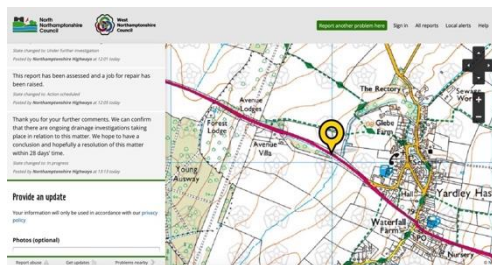 North
Northamptonshire
Council
West
Northamptonshire
Council
Report another problem here
Sign in
All reports
Local alerts
Help
State changed to: Under further investigation
Posted by Northamptonshire Highways at 12:01 today
This report has been assessed and a job for repair has
been raised.
State changed to: Action scheduled
Posted by Northamptonshire Highways at 12:05 today
Thank you for your further comments. We can confirm
that there are ongoing drainage investigations taking
place in relation to this matter. We hope to have a
conclusion and hopefully a resolution of this matter
within 28 days' time.
State changed to: In progress
Posted by Northamptonshire Highways at 13:13 today
Provide an update
Your information will only be used in accordance with our privacy
policy
Photos (optional)
Report abuse
Get updates
Problems nearby
The Rectory
Sewage
Avenue
Lodges
Forest
Lodge
Glebe
Farm
Avenue
Vills
Young
Ausway
Hall
Yardley Has
Waterfall
Farm
PO
Nursery